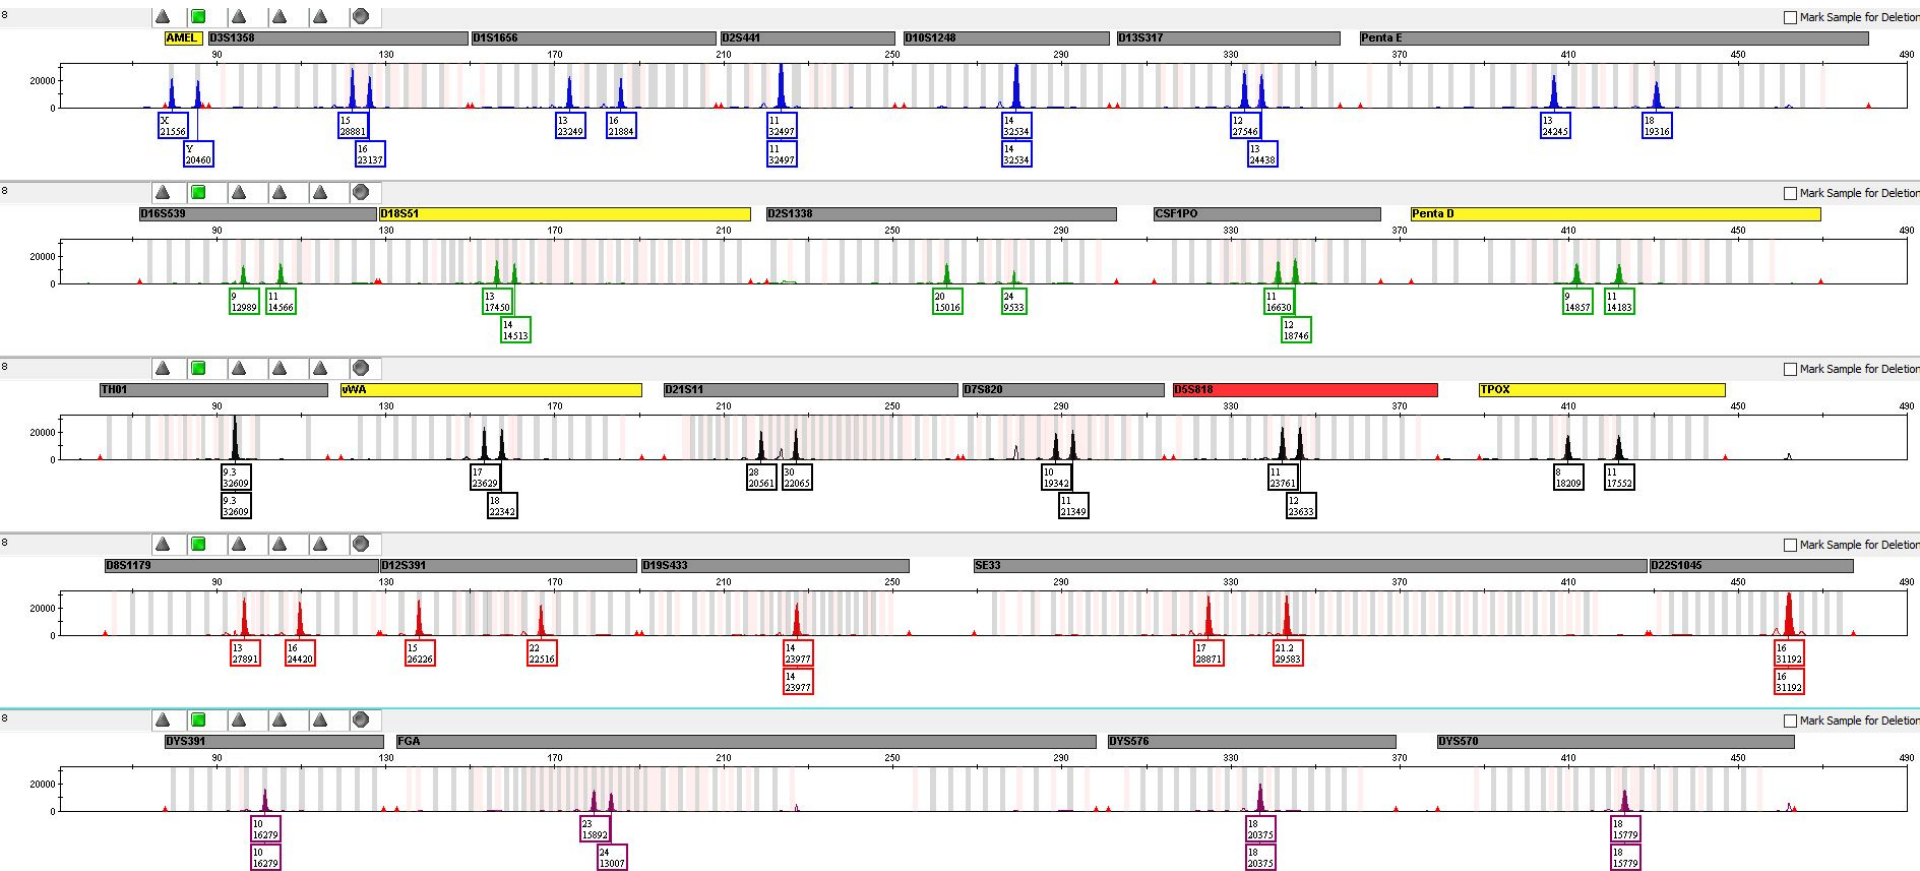 8
Mark Sample for Deletion
AMEL D3S1358 D1S1656 D2S441 D10S1248 D13S317 Penta E
90 130 170 210 250 290 330 370 410 450 490
20000
0
X 15 13 16 11 14 12 13 18
21556 28881 23249 21884 32497 32534 27546 24245 19316
Y 16 11 14 13
20460 23137 32497 32534 24438
8
Mark Sample for Deletion
D16S539 D18S51 D2S1338 CSF1PO Penta D
90 130 170 210 250 290 330 370 410 450 490
20000
0
9 11 13 20 24 11 9 11
12989 14566 17450 15016 9533 16630 14857 14183
14 12
14513 18746
8
Mark Sample for Deletion
TH01 vWA D21S11 D7S820 D5S818 TPOX
90 130 170 210 250 290 330 370 410 450 490
20000
0
9.3 17 28 30 10 11 8 11
32609 23629 20561 22065 19342 23761 18209 17552
9.3 18 11 12
32609 22342 21349 23633
8
Mark Sample for Deletion
D8S1179 D12S391 D19S433 SE33 D22S1045
90 130 170 210 250 290 330 370 410 450 490
20000
0
13 16 15 22 14 17 21.2 16
27891 24420 26226 22516 23977 28871 29583 31192
14 16
23977 31192
8
Mark Sample for Deletion
DYS391 FGA DYS576 DYS570
90 130 170 210 250 290 330 370 410 450 490
20000
0
10 23 18 18
16279 15892 20375 15779
10 24 18 18
16279 13007 20375 15779